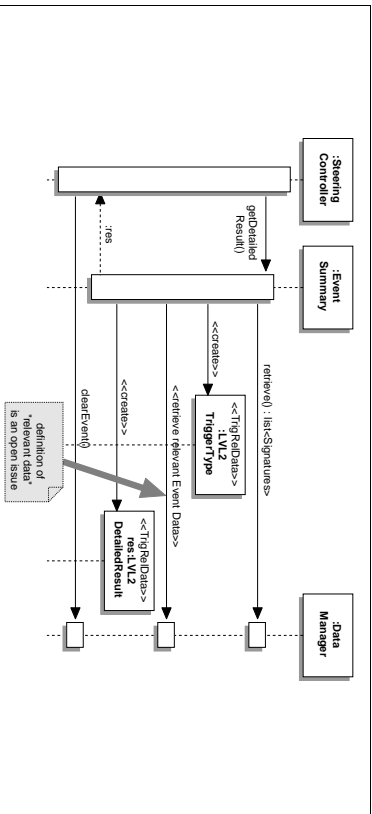 :Steering
Controller
:Event
Summary
:Data
Manager
getDetailed
Result()
retrieve() : list<Signatures>
<<create>>
<<TrigRelData>>
:LVL2
TriggerType
<<retrieve relevant Event Data>>
<<create>>
<<TrigRelData>>
res:LVL2
DetailedResult
:res
clearEvent()
definition of
"relevant data"
is an open issue